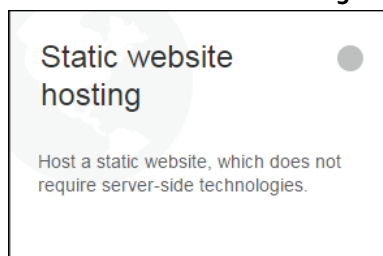 Static website
hosting
Host a static website, which does not
require server-side technologies.